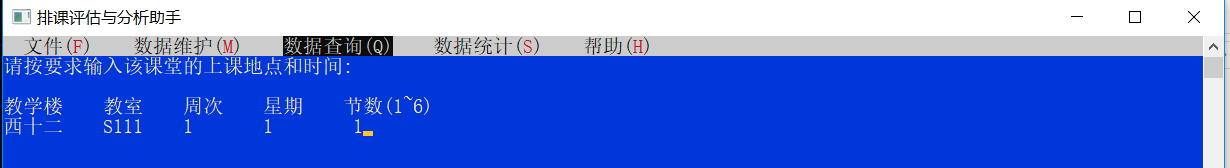 排课评估与分析助手
文件(F) 数据维护(M) 数据查询(Q) 数据统计(S) 帮助(H)
请按要求输入该课堂的上课地点和时间:
教学楼 教室 周次 星期 节数(1~6)
西十二 S111 1 1 1